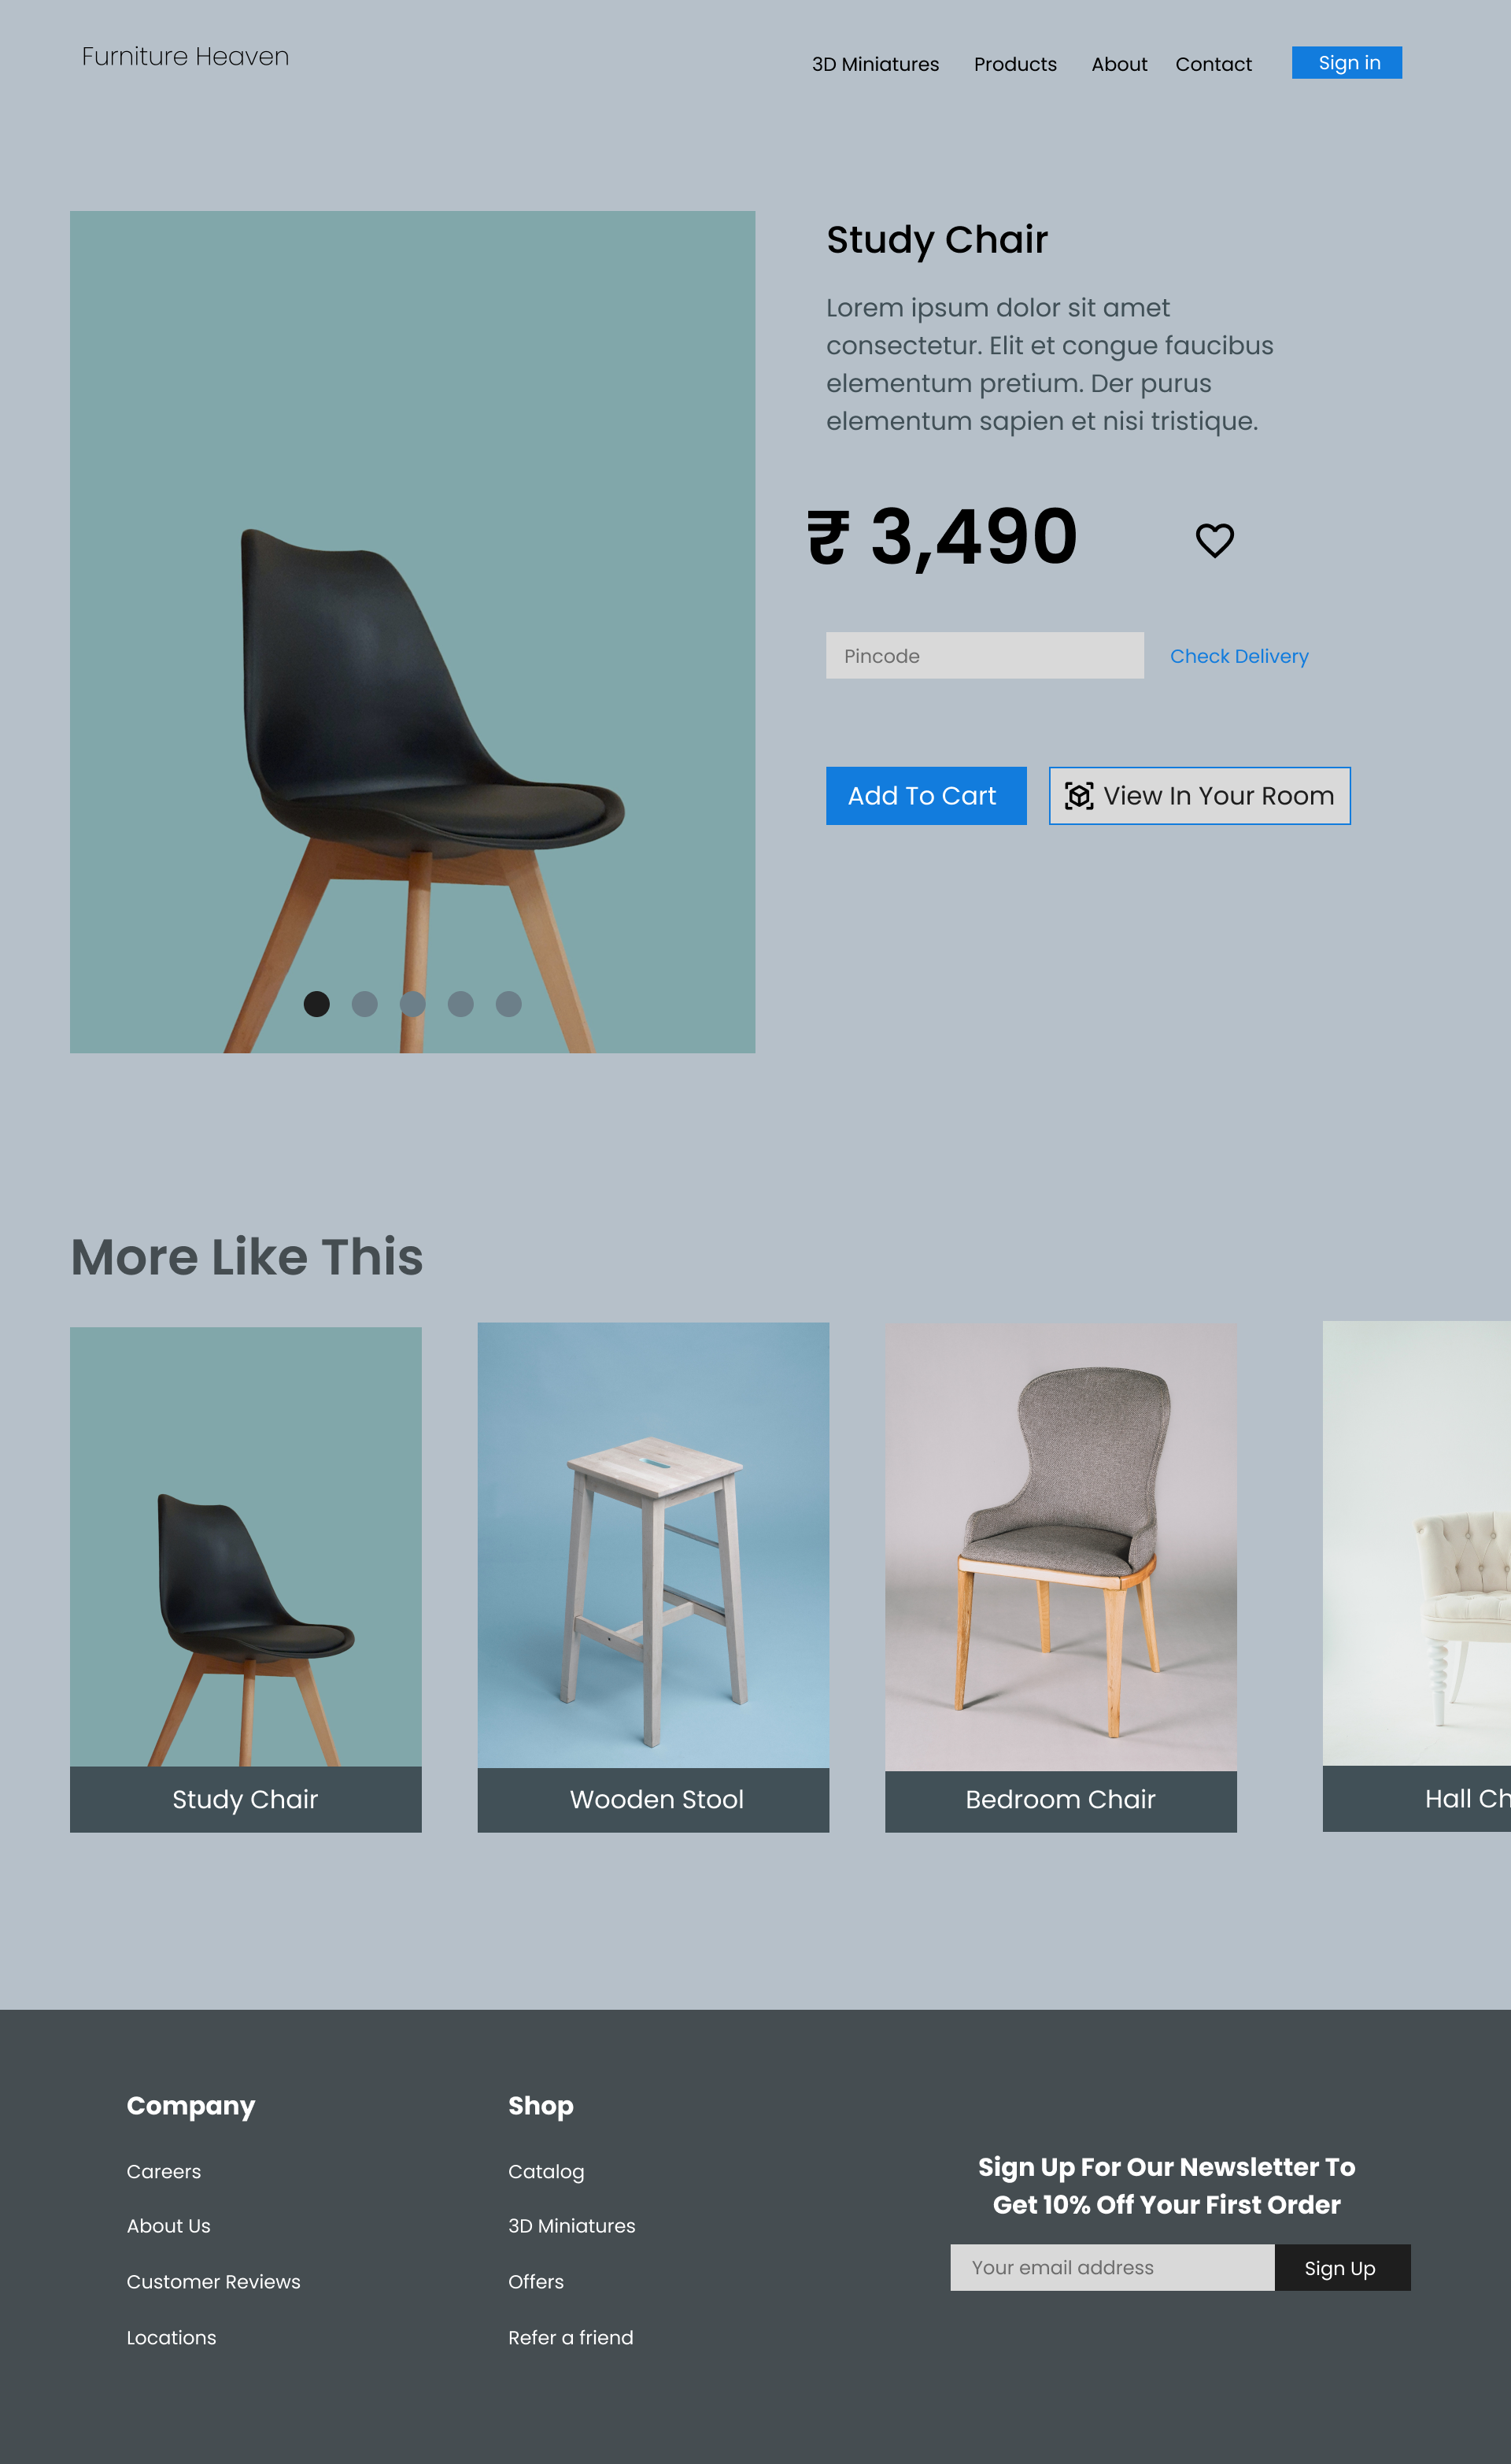 Furniture Heaven
3D Miniatures Products About Contact Sign in
Study Chair
Lorem ipsum dolor sit amet
consectetur. Elit et congue faucibus
elementum pretium. Der purus
elementum sapien et nisi tristique.
₹ 3,490
Pincode Check Delivery
Add To Cart View In Your Room
More Like This
Study Chair Wooden Stool Bedroom Chair Hall Ch
Company
Careers
About Us
Customer Reviews
Locations
Shop
Catalog
3D Miniatures
Offers
Refer a friend
Sign Up For Our Newsletter To
Get 10% Off Your First Order
Your email address Sign Up